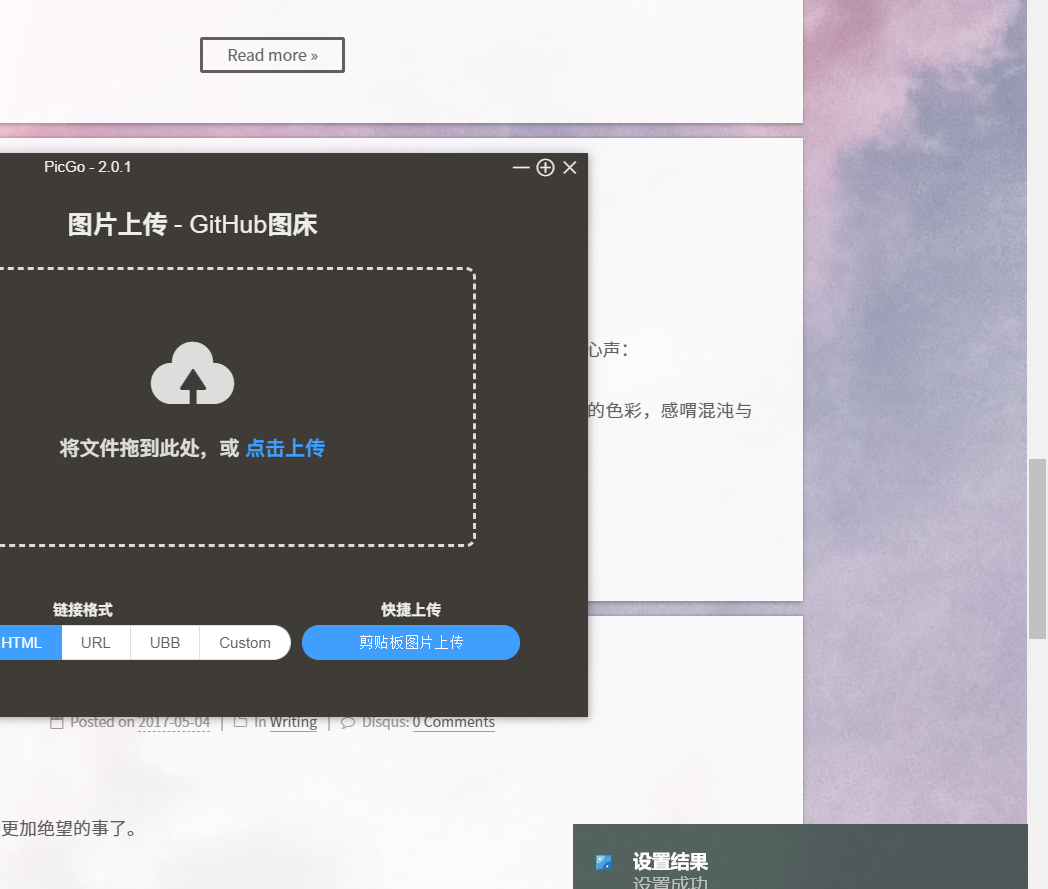 Read more »
PicGo - 2.0.1
图片上传 - GitHub图床
心声：
的色彩，感喟混沌与
将文件拖到此处，或 点击上传
链接格式
快捷上传
HTML URL UBB Custom 剪贴板图片上传
Posted on 2017-05-04 | In Writing | Disqus: 0 Comments
更加绝望的事了。
设置结果
设置成功